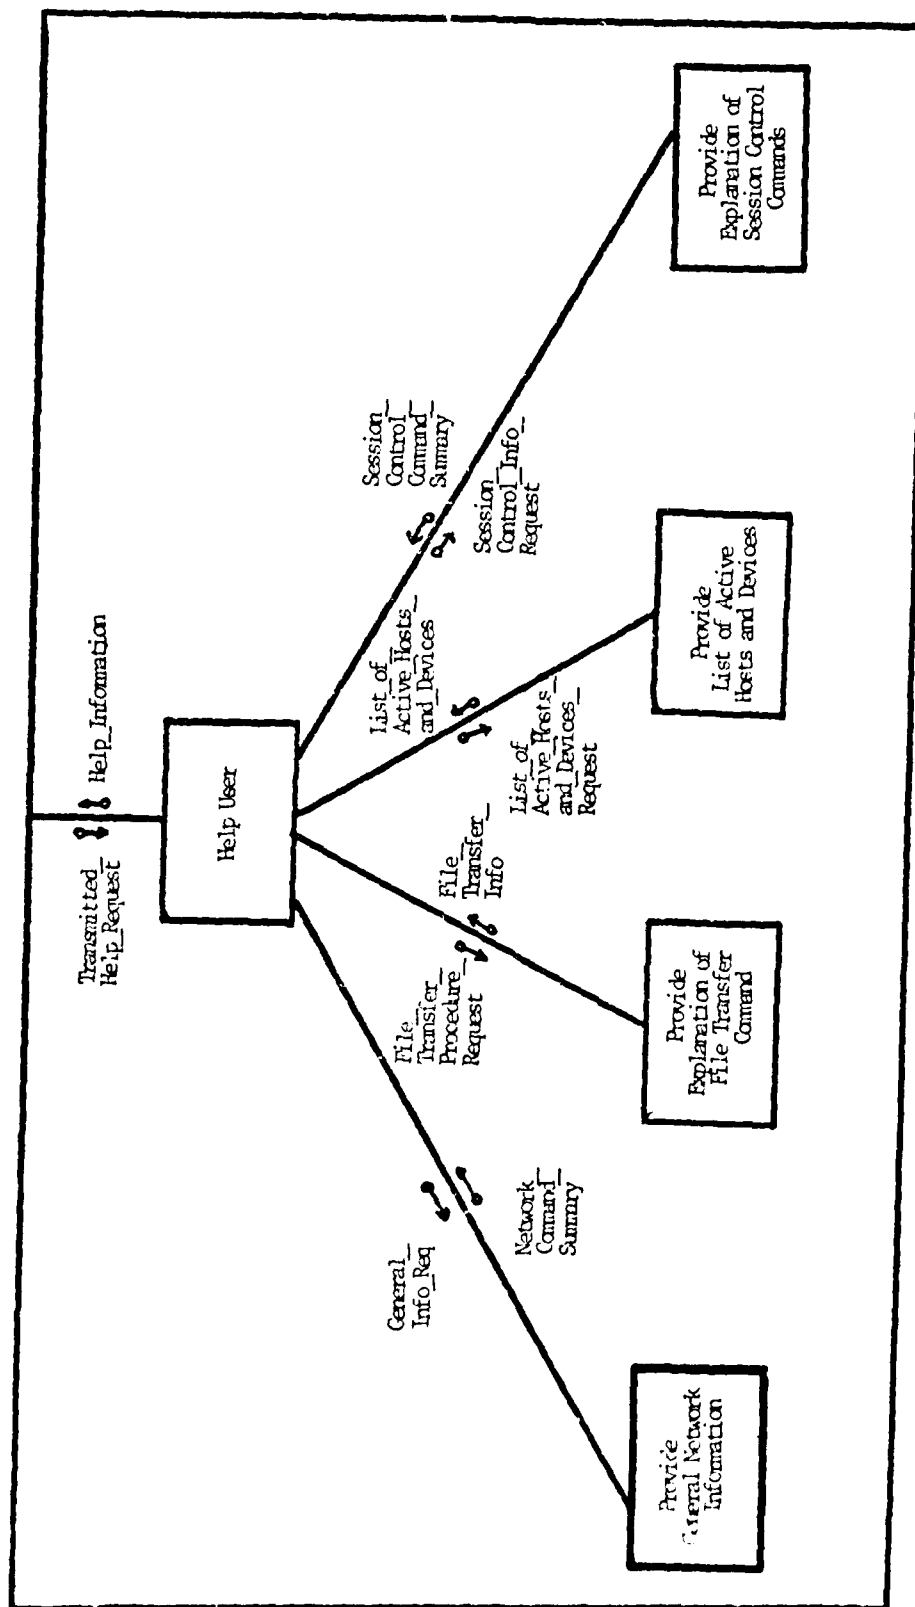 Transmitted_
Help_Request
Help_Information
Help User
General_
Info_Req
Network_
Command_
Summary
File_
Transfer_
Procedure_
Request
File_
Transfer_
Info
List_of_
Active_Hosts_
and_Devices
List_of_
Active_Hosts_
and_Devices_
Request
Session_
Control_
Command_
Summary
Session_
Control_Info_
Request
Provide
General Network
Information
Provide
Explanation of
File Transfer
Command
Provide
List of Active
Hosts and Devices
Provide
Explanation of
Session Control
Commands